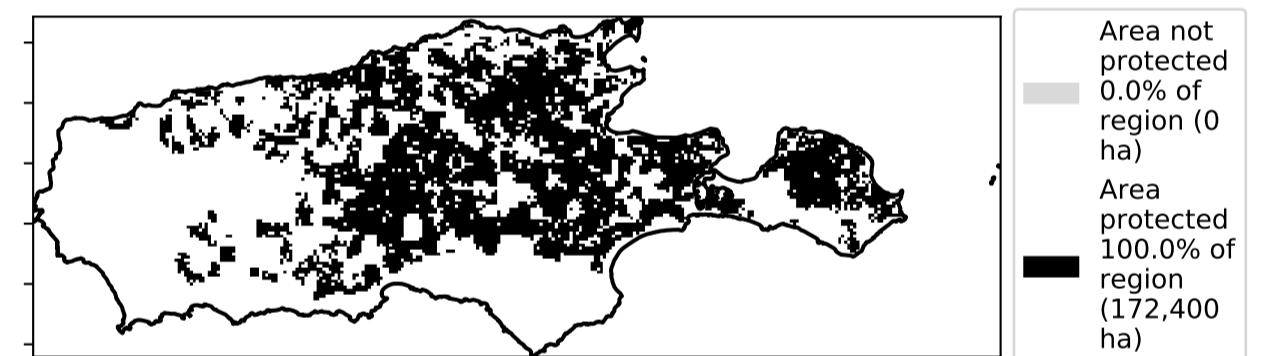 Area not
protected
0.0% of
region (0
ha)
Area
protected
100.0% of
region
(172,400
ha)